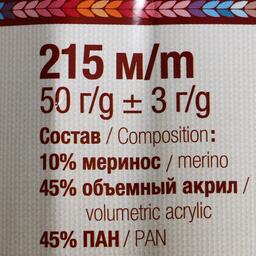 215 м/m
50 г/g ± 3 г/g
Состав / Composition:
10% меринос / merino
45% объемный акрил /
volumetric acrylic
45% ПАН / PAN